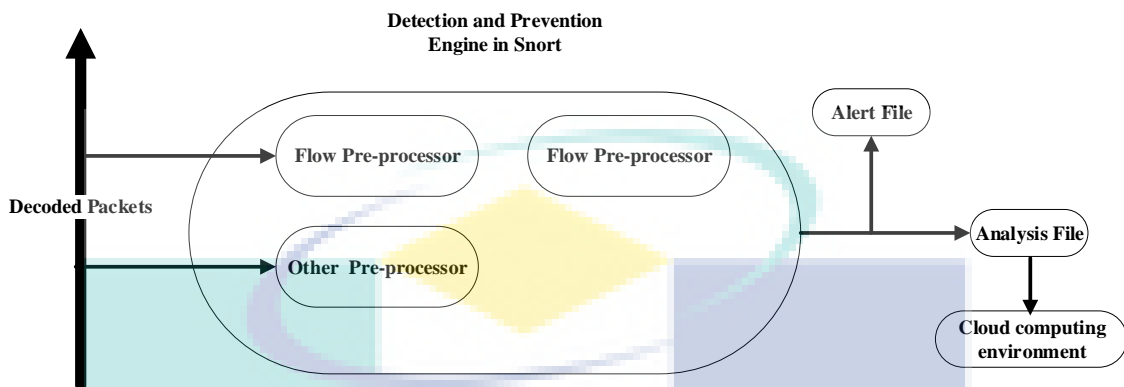 Detection and Prevention
Engine in Snort
Alert File
Flow Pre-processor
Flow Pre-processor
Decoded Packets
Analysis File
Other Pre-processor
Cloud computing
environment